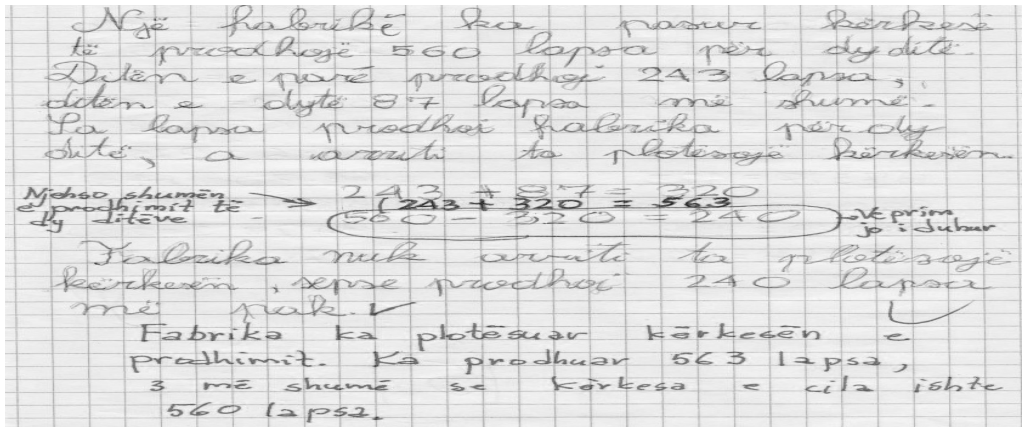 Një fabrikë ka pasur kërkesë
të prodhojë 560 lapsa për dy ditë.
Ditën e parë prodhoj 243 lapsa,
ditën e dytë 87 lapsa më shumë.
Sa lapsa prodhoi fabrika për dy
ditë, a arriti ta plotësojë kërkesën.
Njehso shumën
e prodhimit të
dy ditëve
243 + 87 = 320
(243 + 320 = 563
560 - 320 = 240
Veprim
jo i duhur
Fabrika nuk arriti ta plotësojë
kërkesën, sepse prodhoi 240 lapsa
më pak. ✓
Fabrika ka plotësuar kërkesën e
prodhimit. Ka prodhuar 563 lapsa,
3 më shumë se kërkesa e cila ishte
560 lapsa.